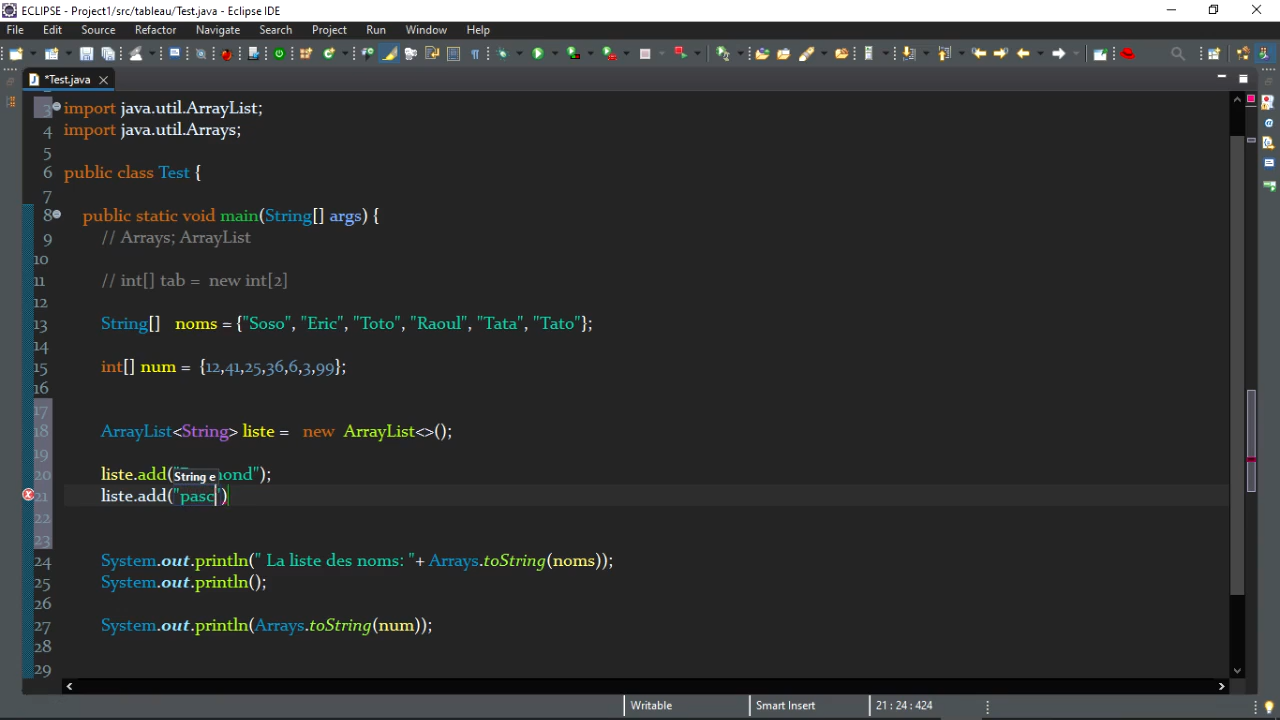 ECLIPSE - Project1/src/tableau/Test.java - Eclipse IDE
File Edit Source Refactor Navigate Search Project Run Window Help
*Test.java
3 import java.util.ArrayList;
4 import java.util.Arrays;
5
6 public class Test {
7
8 public static void main(String[] args) {
9 // Arrays; ArrayList
10
11 // int[] tab = new int[2]
12
13 String[] noms = {"Soso", "Eric", "Toto", "Raoul", "Tata", "Tato"};
14
15 int[] num = {12,41,25,36,6,3,99};
16
17
18 ArrayList<String> liste = new ArrayList<>();
19
20 liste.add(" ond");
String e
21 liste.add("pasc")
22
23
24 System.out.println(" La liste des noms: "+ Arrays.toString(noms));
25 System.out.println();
26
27 System.out.println(Arrays.toString(num));
28
29
Writable Smart Insert 21 : 24 : 424